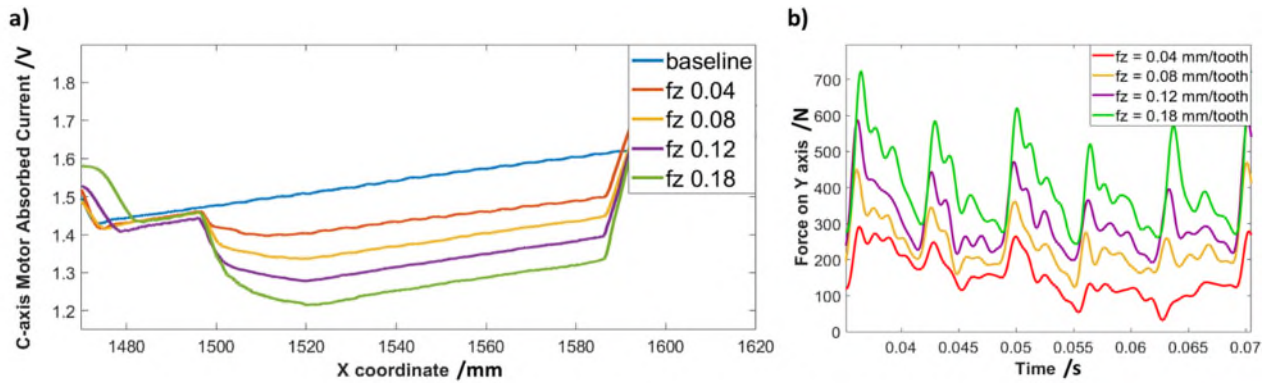 a)
C-axis Motor Absorbed Current /V
1.8
1.7
1.6
1.5
1.4
1.3
1.2
1480
1500
1520
1540
1560
1580
1600
1620
X coordinate /mm
baseline
fz 0.04
fz 0.08
fz 0.12
fz 0.18
b)
Force on Y axis /N
700
600
500
400
300
200
100
0
0.04
0.045
0.05
0.055
0.06
0.065
0.07
Time /s
fz = 0.04 mm/tooth
fz = 0.08 mm/tooth
fz = 0.12 mm/tooth
fz = 0.18 mm/tooth